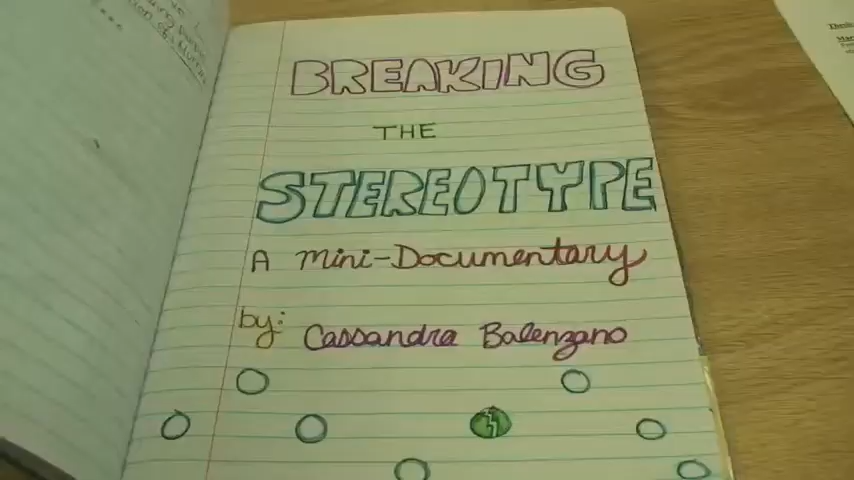 BREAKING
THE
STEREOTYPE
A Mini-Documentary
by: Cassandra Balenzano